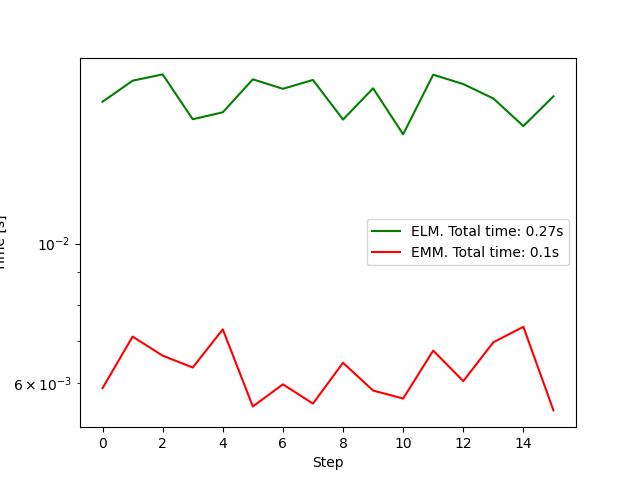 Time [s]
10⁻²
6 × 10⁻³
ELM. Total time: 0.27s
EMM. Total time: 0.1s
0 2 4 6 8 10 12 14
Step